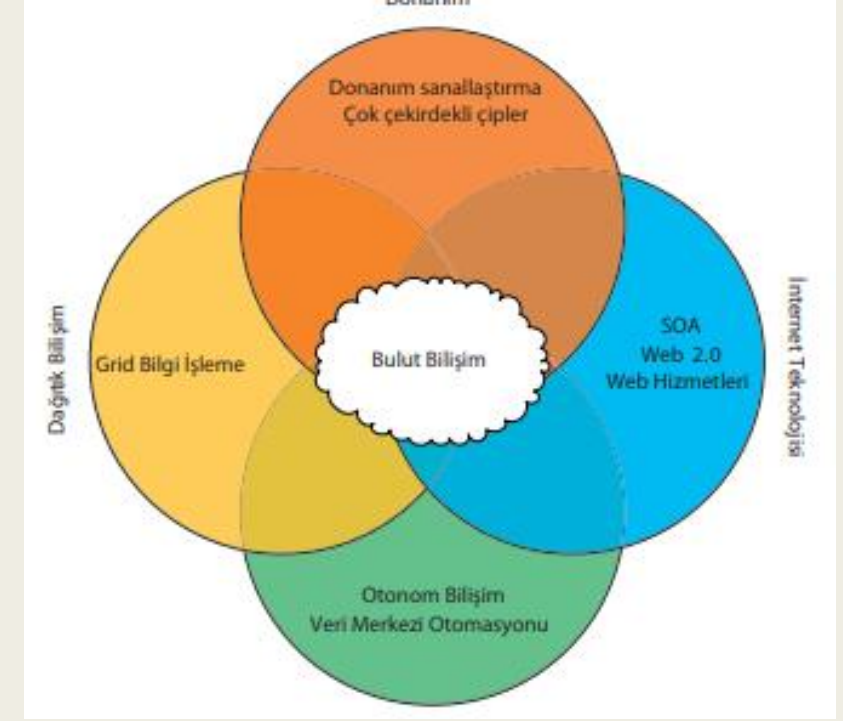 Donanım
Donanım sanallaştırma
Çok çekirdekli çipler
Dağıtık Bilişim
Grid Bilgi İşleme
Bulut Bilişim
SOA
Web 2.0
Web Hizmetleri
İnternet Teknolojisi
Otonom Bilişim
Veri Merkezi Otomasyonu